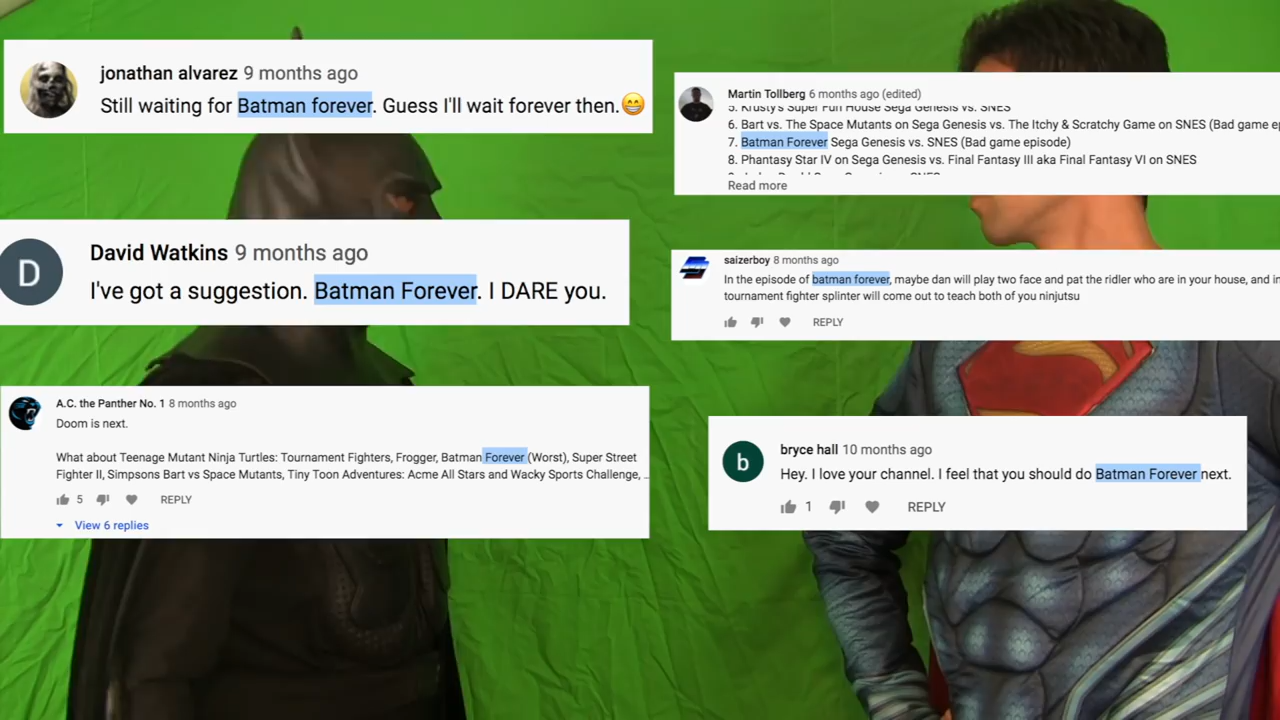 jonathan alvarez 9 months ago
Still waiting for Batman forever. Guess I'll wait forever then.😁
D
David Watkins 9 months ago
I've got a suggestion. Batman Forever. I DARE you.
A.C. the Panther No. 1 8 months ago
Doom is next.
What about Teenage Mutant Ninja Turtles: Tournament Fighters, Frogger, Batman Forever (Worst), Super Street
Fighter II, Simpsons Bart vs Space Mutants, Tiny Toon Adventures: Acme All Stars and Wacky Sports Challenge, ...
5 REPLY
View 6 replies
Martin Tollberg 6 months ago (edited)
5. Krusty's Super Fun House Sega Genesis vs. SNES
6. Bart vs. The Space Mutants on Sega Genesis vs. The Itchy & Scratchy Game on SNES (Bad game
7. Batman Forever Sega Genesis vs. SNES (Bad game episode)
8. Phantasy Star IV on Sega Genesis vs. Final Fantasy III aka Final Fantasy VI on SNES
Read more
saizerboy 8 months ago
In the episode of batman forever, maybe dan will play two face and pat the ridler who are in your house, and in
tournament fighter splinter will come out to teach both of you ninjutsu
REPLY
b
bryce hall 10 months ago
Hey. I love your channel. I feel that you should do Batman Forever next.
1 REPLY